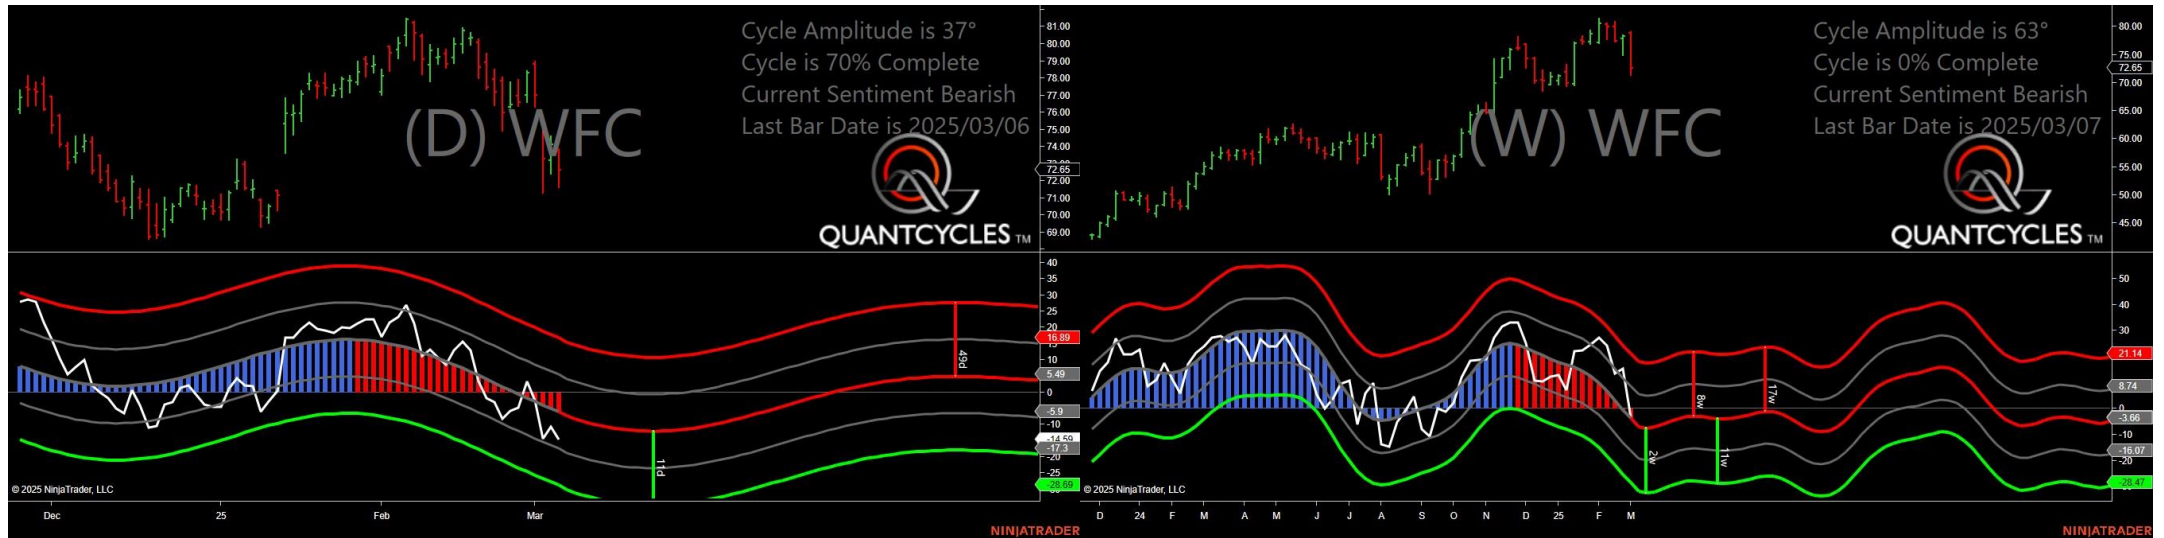 Cycle Amplitude is 37°
Cycle is 70% Complete
Current Sentiment Bearish
Last Bar Date is 2025/03/06
(D) WFC
QUANTCYCLES TM
81.00
80.00
79.00
78.00
77.00
76.00
75.00
74.00
72.65
72.00
71.00
70.00
69.00
40
35
30
25
20
16.89
10
5.49
0
-5.9
-10
-14.59
-17.3
-20
-25
-28.69
49d
11d
© 2025 NinjaTrader, LLC
Dec
25
Feb
Mar
NINJATRADER
Cycle Amplitude is 63°
Cycle is 0% Complete
Current Sentiment Bearish
Last Bar Date is 2025/03/07
(W) WFC
QUANTCYCLES TM
80.00
75.00
72.65
70.00
65.00
60.00
55.00
50.00
45.00
50
40
30
21.14
8.74
0
-3.66
-10
-16.07
-20
-28.47
8w
17w
2w
11w
© 2025 NinjaTrader, LLC
D 24 F M A M J J A S O N D 25 F M
NINJATRADER